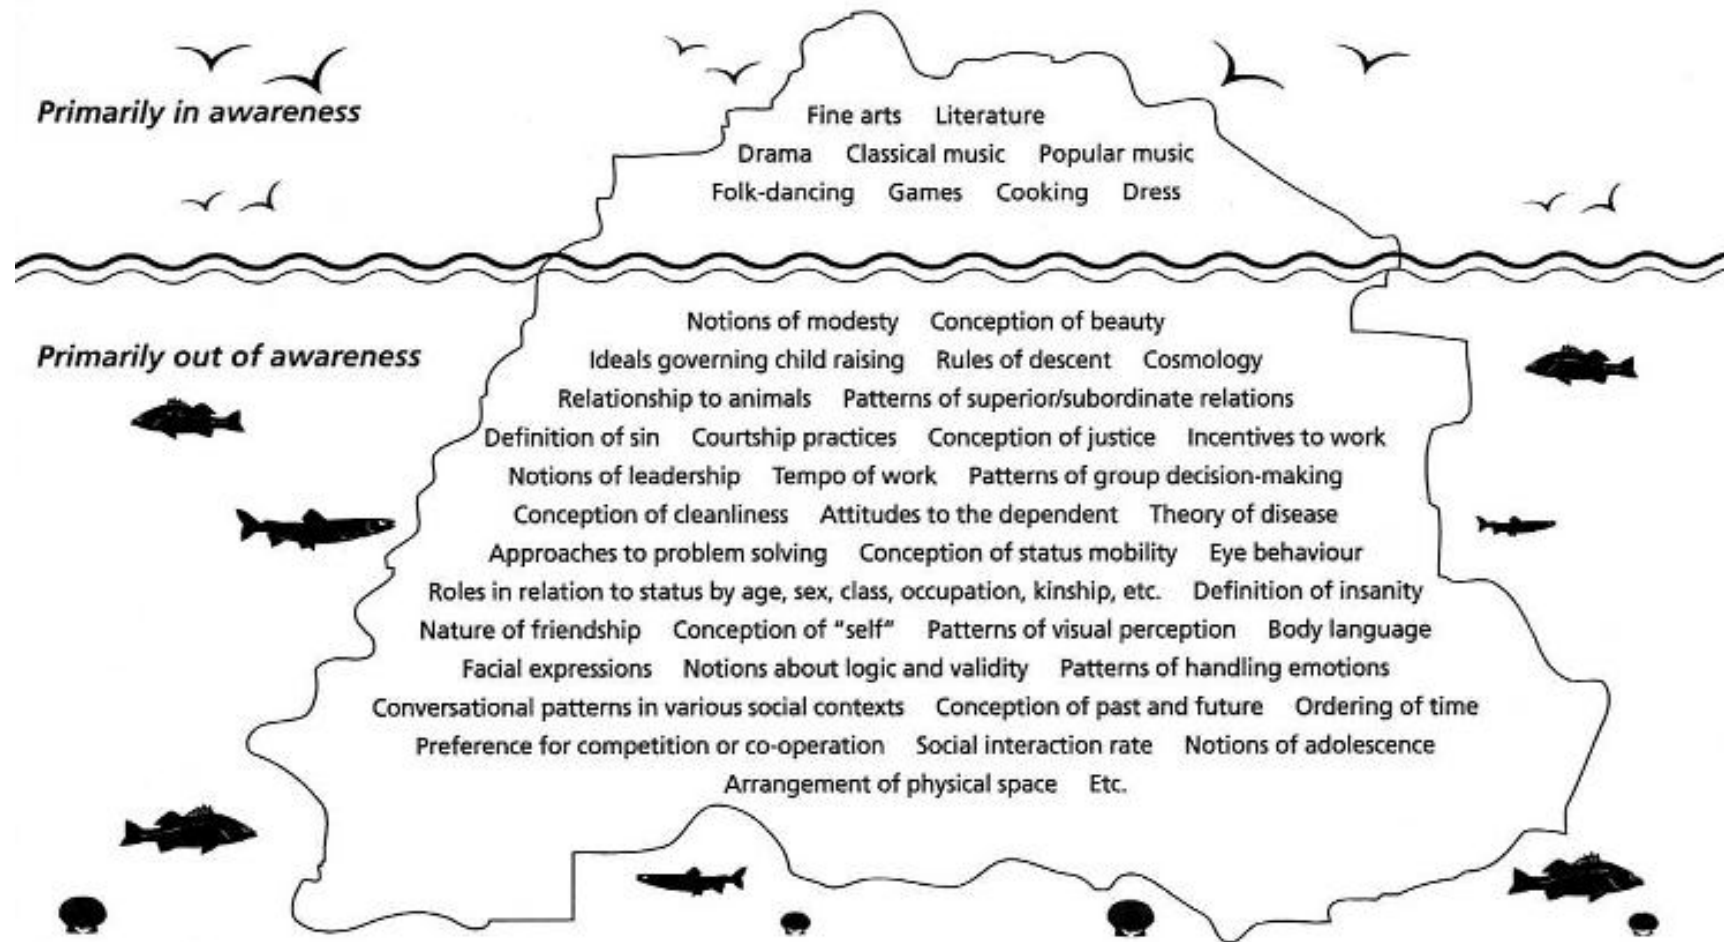 Primarily in awareness
Fine arts Literature
Drama Classical music Popular music
Folk-dancing Games Cooking Dress
Primarily out of awareness
Notions of modesty Conception of beauty
Ideals governing child raising Rules of descent Cosmology
Relationship to animals Patterns of superior/subordinate relations
Definition of sin Courtship practices Conception of justice Incentives to work
Notions of leadership Tempo of work Patterns of group decision-making
Conception of cleanliness Attitudes to the dependent Theory of disease
Approaches to problem solving Conception of status mobility Eye behaviour
Roles in relation to status by age, sex, class, occupation, kinship, etc. Definition of insanity
Nature of friendship Conception of "self" Patterns of visual perception Body language
Facial expressions Notions about logic and validity Patterns of handling emotions
Conversational patterns in various social contexts Conception of past and future Ordering of time
Preference for competition or co-operation Social interaction rate Notions of adolescence
Arrangement of physical space Etc.